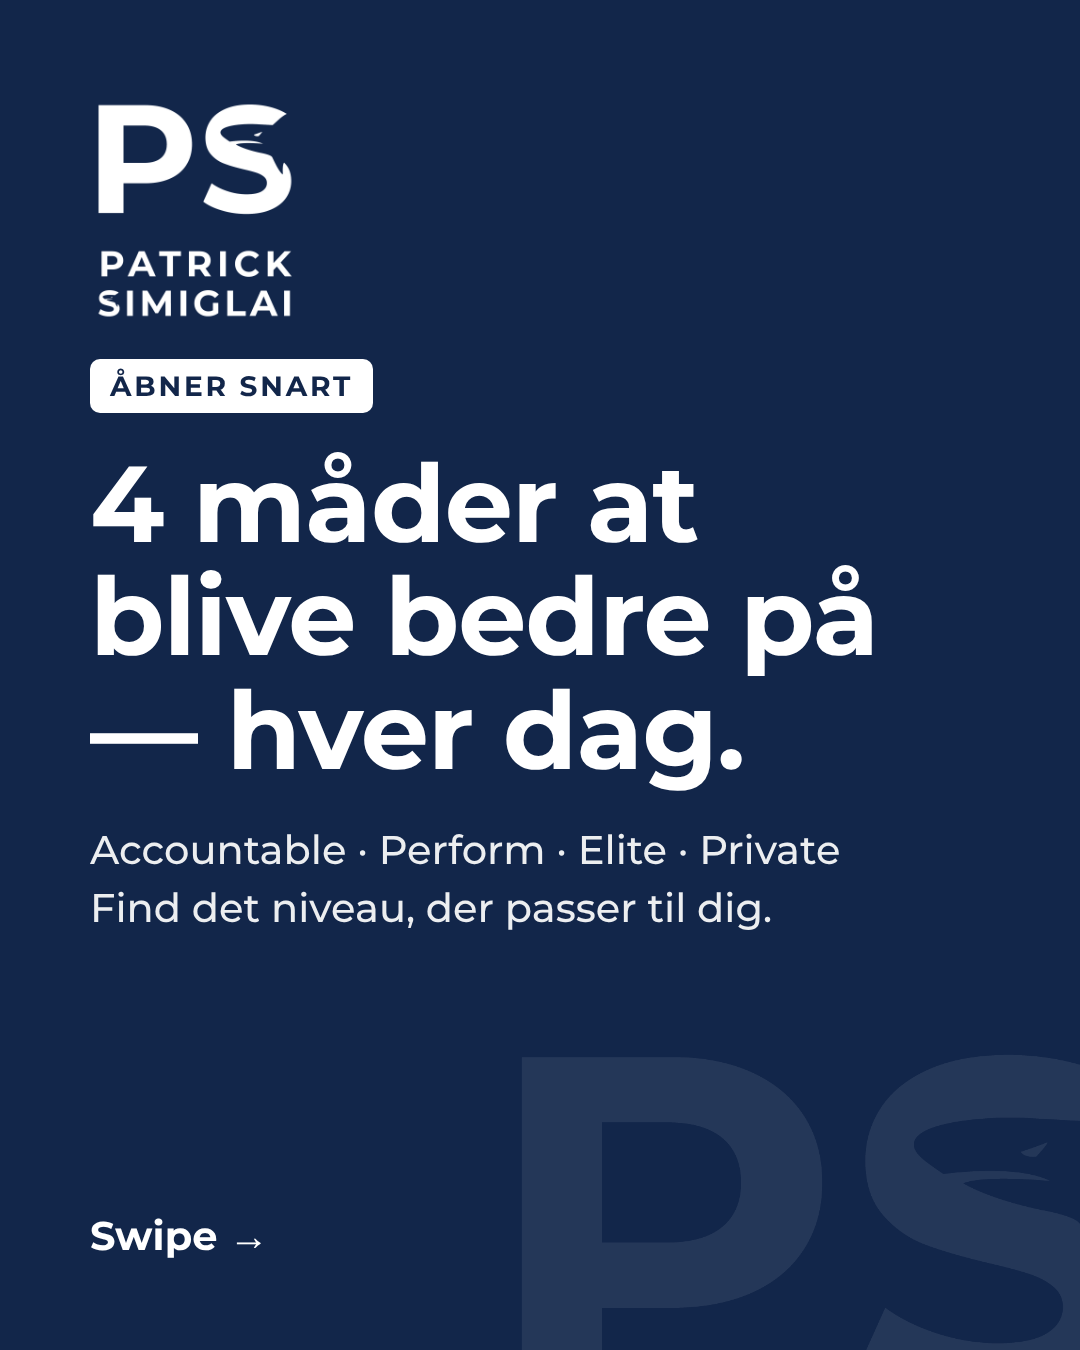 PS
PATRICK
SIMIGLAI
ÅBNER SNART
4 måder at
blive bedre på
— hver dag.
Accountable · Perform · Elite · Private
Find det niveau, der passer til dig.
Swipe →
PS